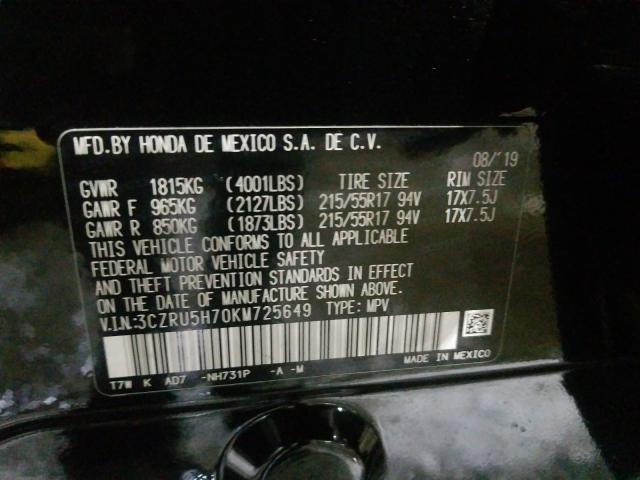 MFD.BY HONDA DE MEXICO S.A. DE C.V.
08/'19
GVWR 1815KG (4001LBS) TIRE SIZE RIM SIZE
GAWR F 965KG (2127LBS) 215/55R17 94V 17X7.5J
GAWR R 850KG (1873LBS) 215/55R17 94V 17X7.5J
THIS VEHICLE CONFORMS TO ALL APPLICABLE
FEDERAL MOTOR VEHICLE SAFETY
AND THEFT PREVENTION STANDARDS IN EFFECT
ON THE DATE OF MANUFACTURE SHOWN ABOVE.
V.I.N.:3CZRU5H70KM725649 TYPE: MPV
MADE IN MEXICO
T7W K AD7 -NH731P -A -M